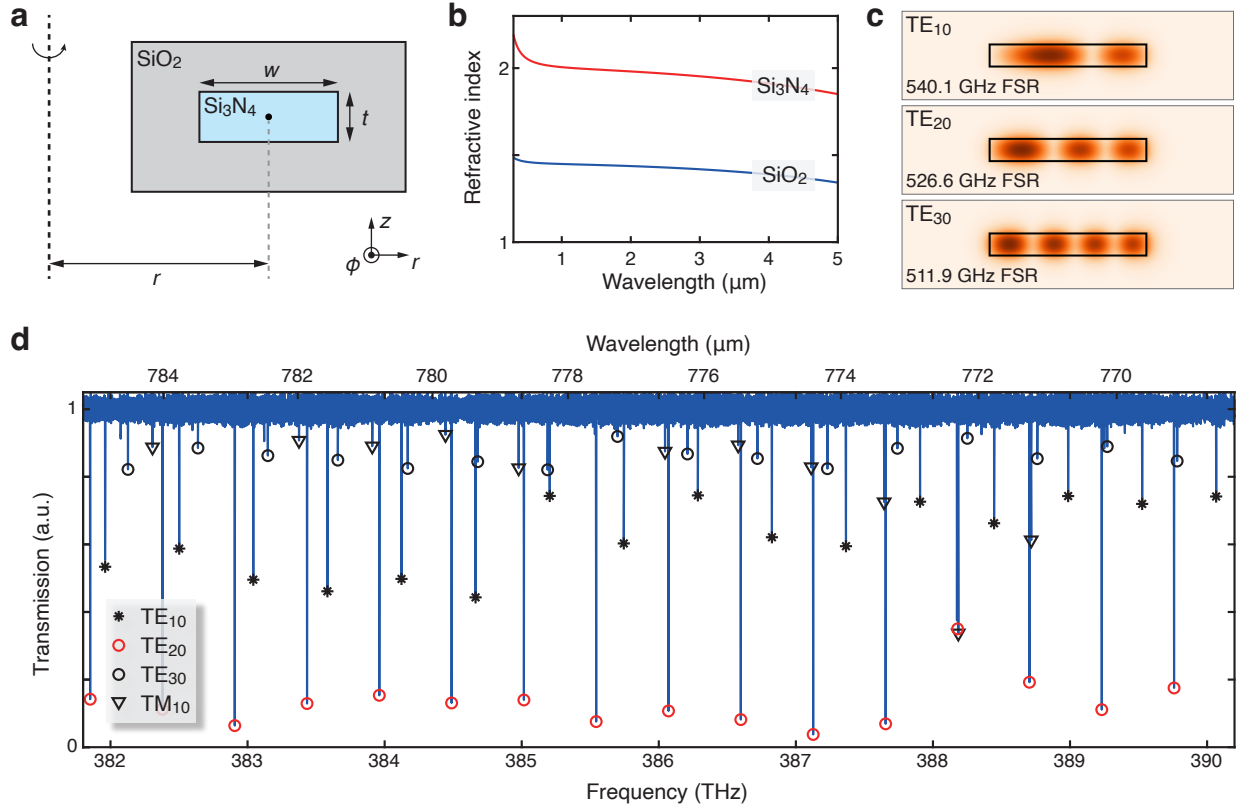 a
SiO2
w
Si3N4
t
z
ϕ
r
r
b
Refractive index
2
1
Si3N4
SiO2
1
2
3
4
5
Wavelength (μm)
c
TE10
540.1 GHz FSR
TE20
526.6 GHz FSR
TE30
511.9 GHz FSR
d
Wavelength (μm)
784
782
780
778
776
774
772
770
Transmission (a.u.)
1
0
TE10
TE20
TE30
TM10
382
383
384
385
386
387
388
389
390
Frequency (THz)